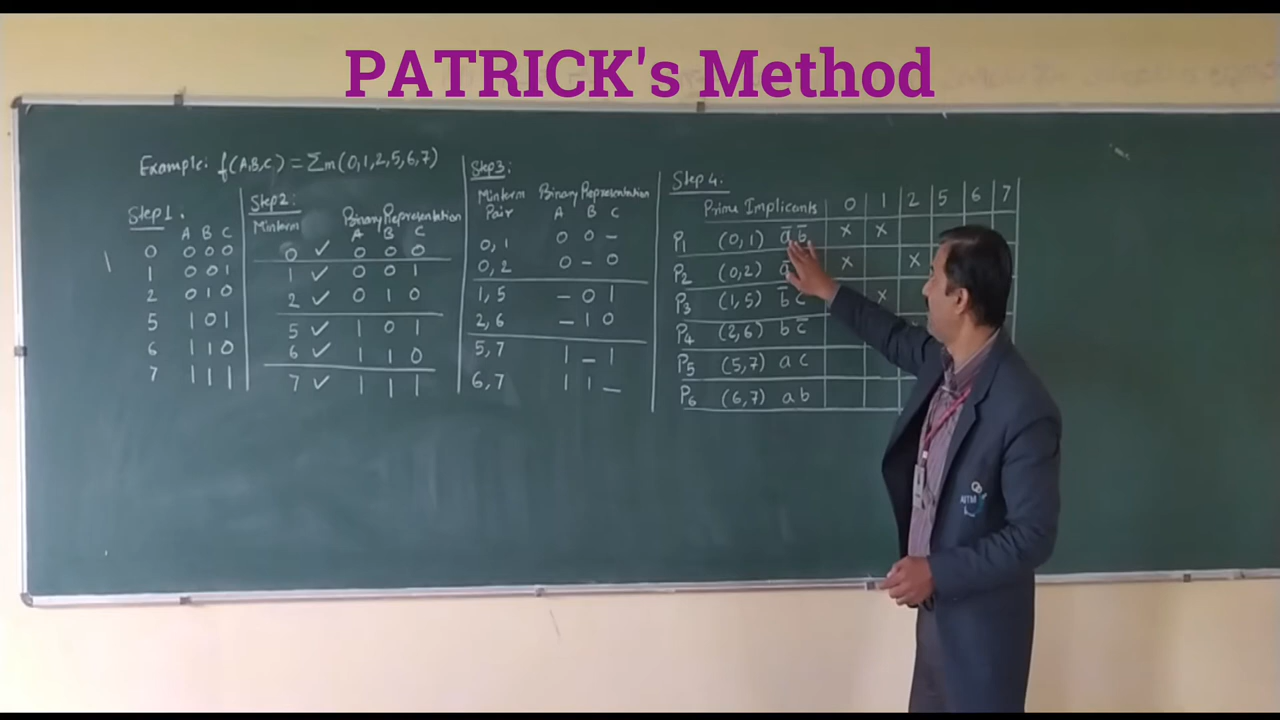 PATRICK's Method
Example: f(A,B,C) = Σm(0,1,2,5,6,7)
Step1.
A B C
0 0 0 0
1 0 0 1
2 0 1 0
5 1 0 1
6 1 1 0
7 1 1 1
Step2:
Minterm Binary Representation
A B C
0 ✓ 0 0 0
1 ✓ 0 0 1
2 ✓ 0 1 0
5 ✓ 1 0 1
6 ✓ 1 1 0
7 ✓ 1 1 1
Step3:
Minterm Binary Representation
Pair A B C
0,1 0 0 –
0,2 0 – 0
1,5 – 0 1
2,6 – 1 0
5,7 1 – 1
6,7 1 1 –
Step 4.
Prime Implicants 0 1 2 5 6 7
P1 (0,1) a̅ b̅ x x
P2 (0,2) a̅ x x
P3 (1,5) b̅ c x
P4 (2,6) b c̅
P5 (5,7) a c
P6 (6,7) a b
AITM